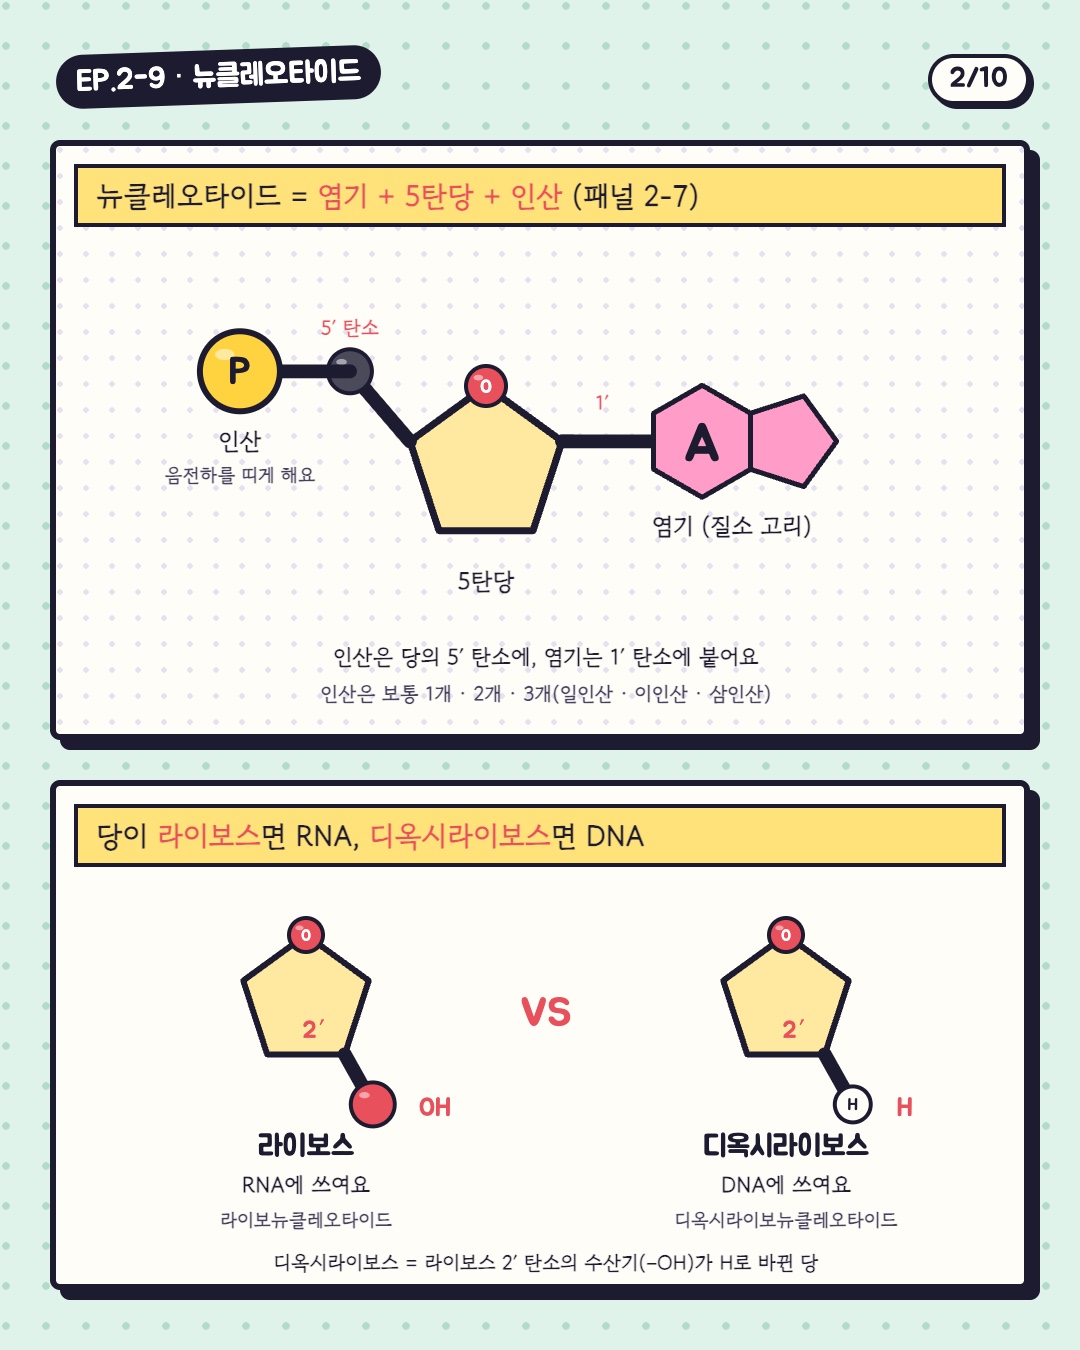 EP.2-9 · 뉴클레오타이드
2/10
뉴클레오타이드 = 염기 + 5탄당 + 인산 (패널 2-7)
5′ 탄소
P
O
1′
A
인산
음전하를 띠게 해요
염기 (질소 고리)
5탄당
인산은 당의 5′ 탄소에, 염기는 1′ 탄소에 붙어요
인산은 보통 1개 · 2개 · 3개(일인산 · 이인산 · 삼인산)
당이 라이보스면 RNA, 디옥시라이보스면 DNA
O
2′
OH
라이보스
RNA에 쓰여요
라이보뉴클레오타이드
VS
O
2′
H
H
디옥시라이보스
DNA에 쓰여요
디옥시라이보뉴클레오타이드
디옥시라이보스 = 라이보스 2′ 탄소의 수산기(–OH)가 H로 바뀐 당